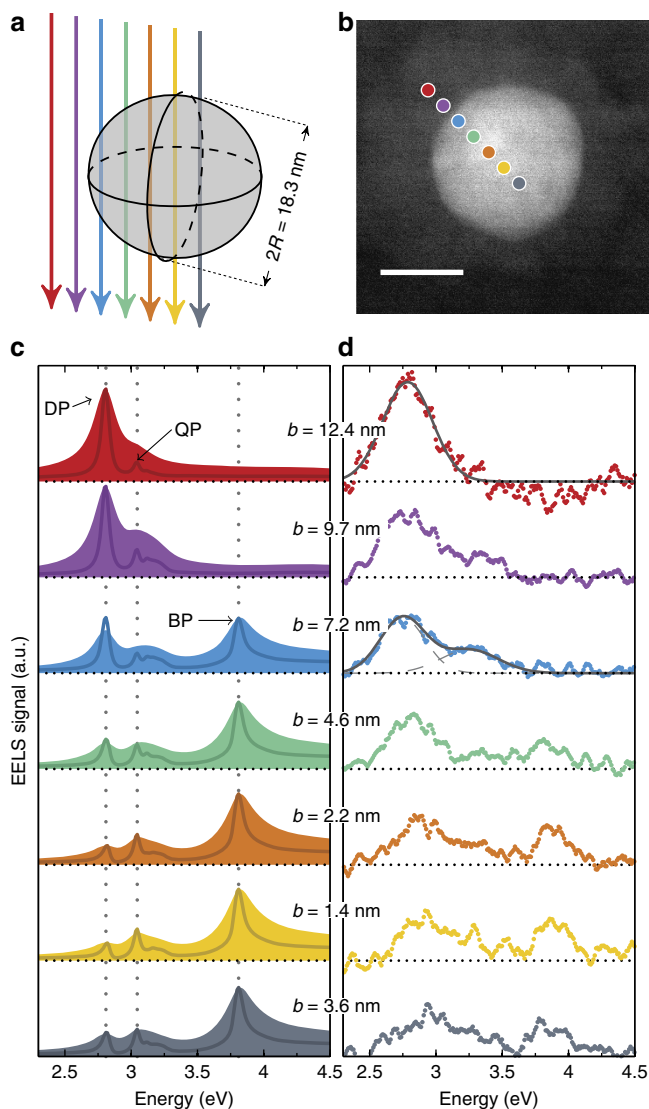 a
b
2R = 18.3 nm
c
d
DP
QP
b = 12.4 nm
b = 9.7 nm
BP
b = 7.2 nm
b = 4.6 nm
b = 2.2 nm
b = 1.4 nm
b = 3.6 nm
EELS signal (a.u.)
2.5 3 3.5 4 4.5
2.5 3 3.5 4 4.5
Energy (eV)
Energy (eV)